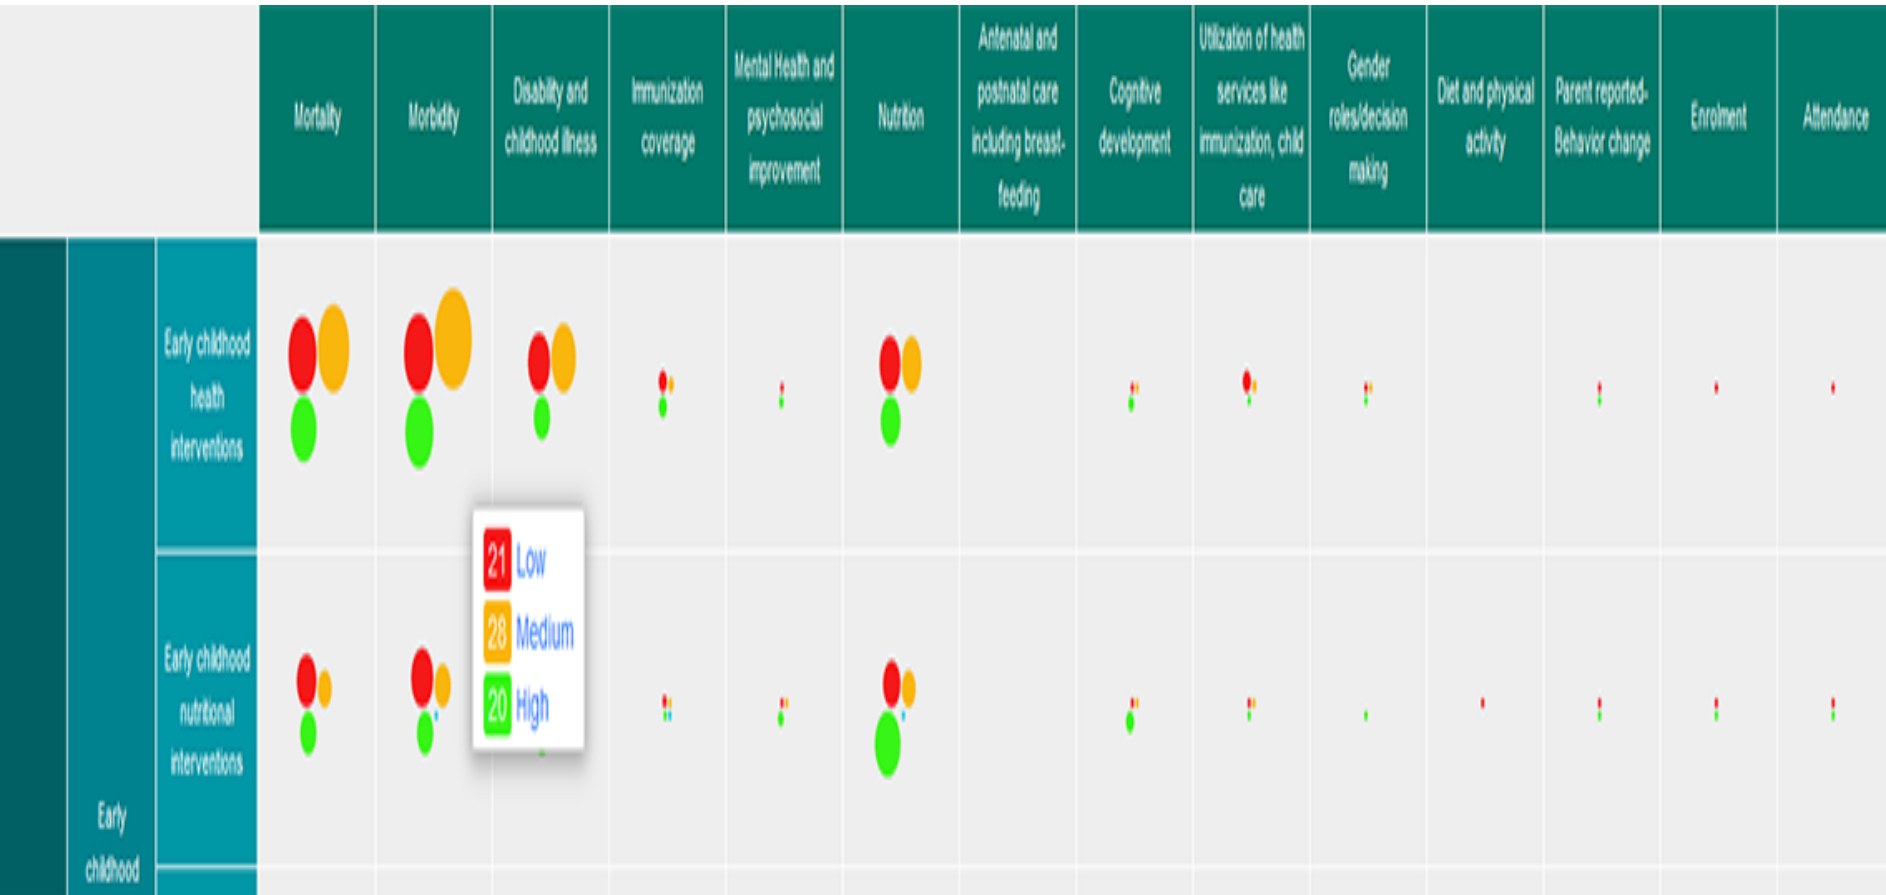 Mortality
Morbidity
Disability and
childhood illness
Immunization
coverage
Mental Health and
psychosocial
improvement
Nutrition
Antenatal and
postnatal care
including breast-
feeding
Cognitive
development
Utilization of health
services like
immunization, child
care
Gender
roles/decision
making
Diet and physical
activity
Parent reported-
Behavior change
Enrolment
Attendance
Early childhood
health
interventions
21 Low
28 Medium
20 High
Early childhood
nutritional
interventions
Early
childhood